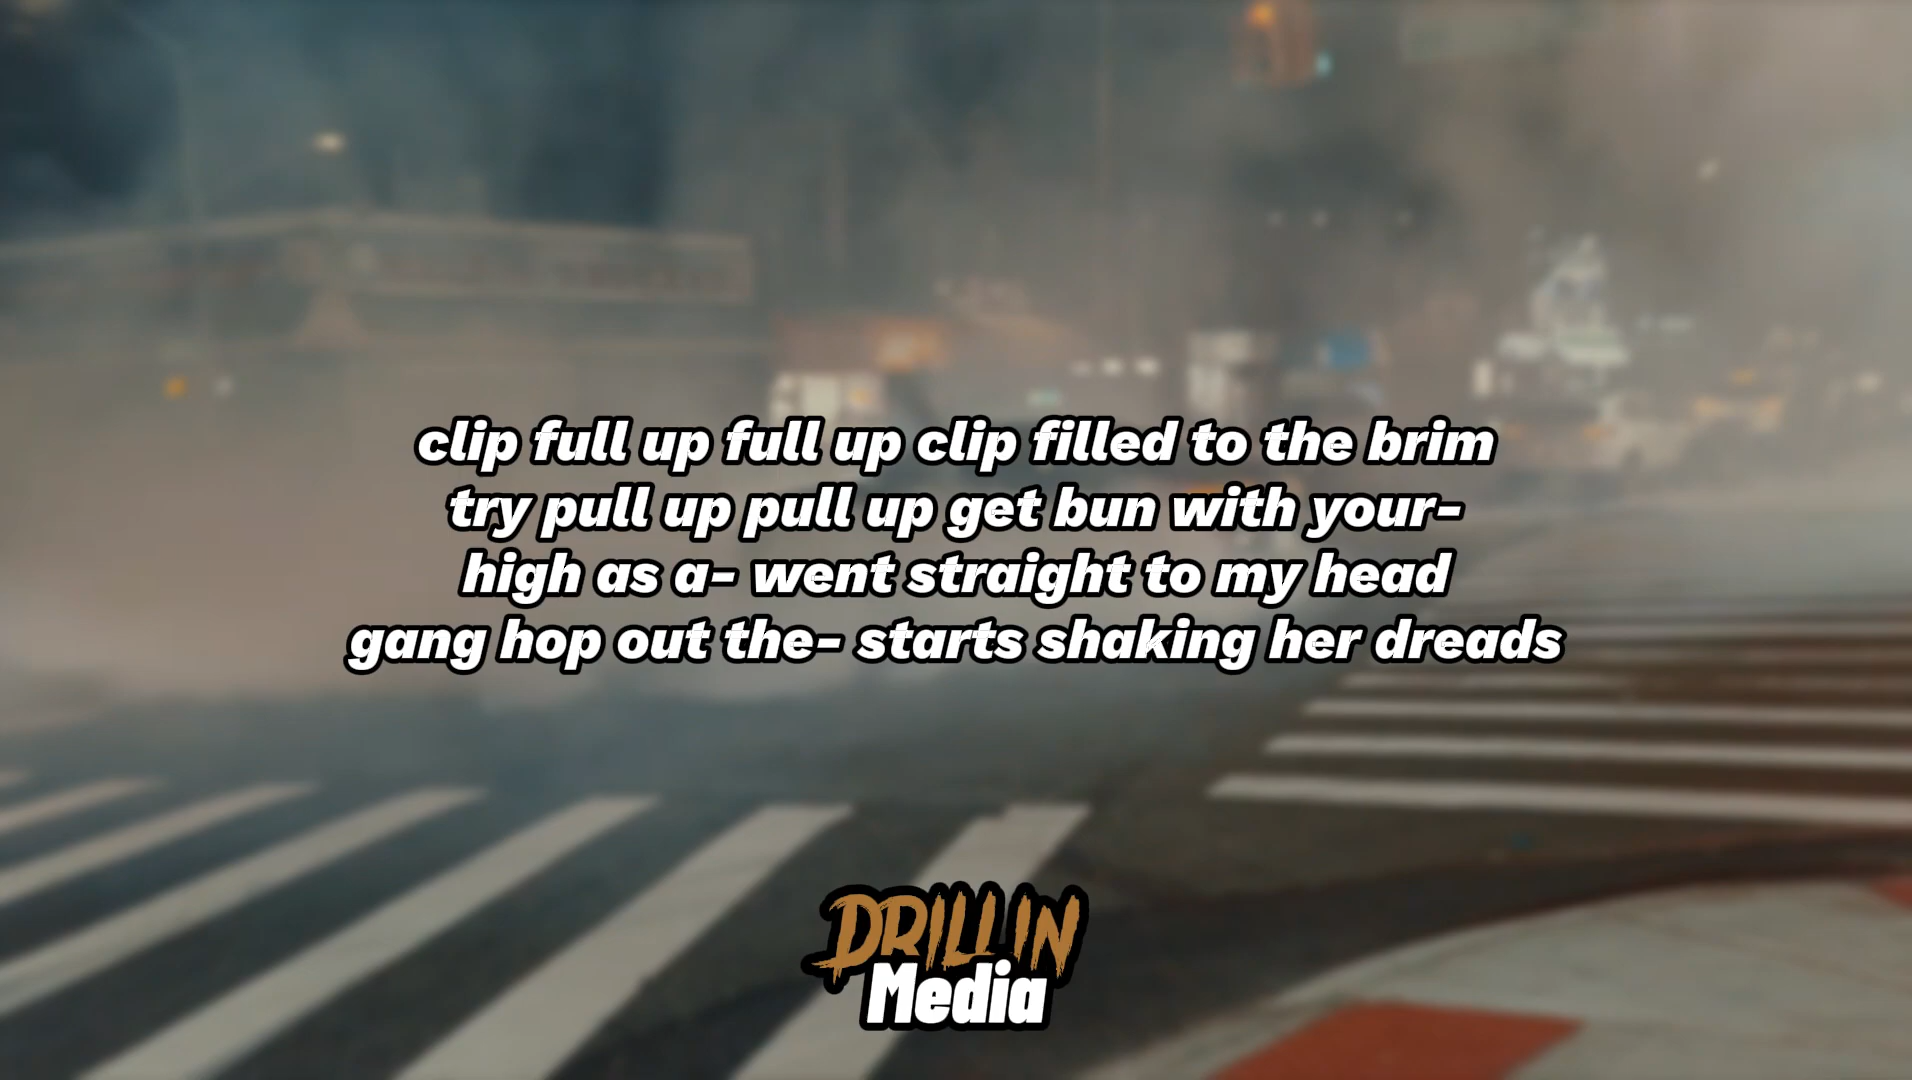 clip full up full up clip filled to the brim
try pull up pull up get bun with your-
high as a- went straight to my head
gang hop out the- starts shaking her dreads
DRILLIN
Media